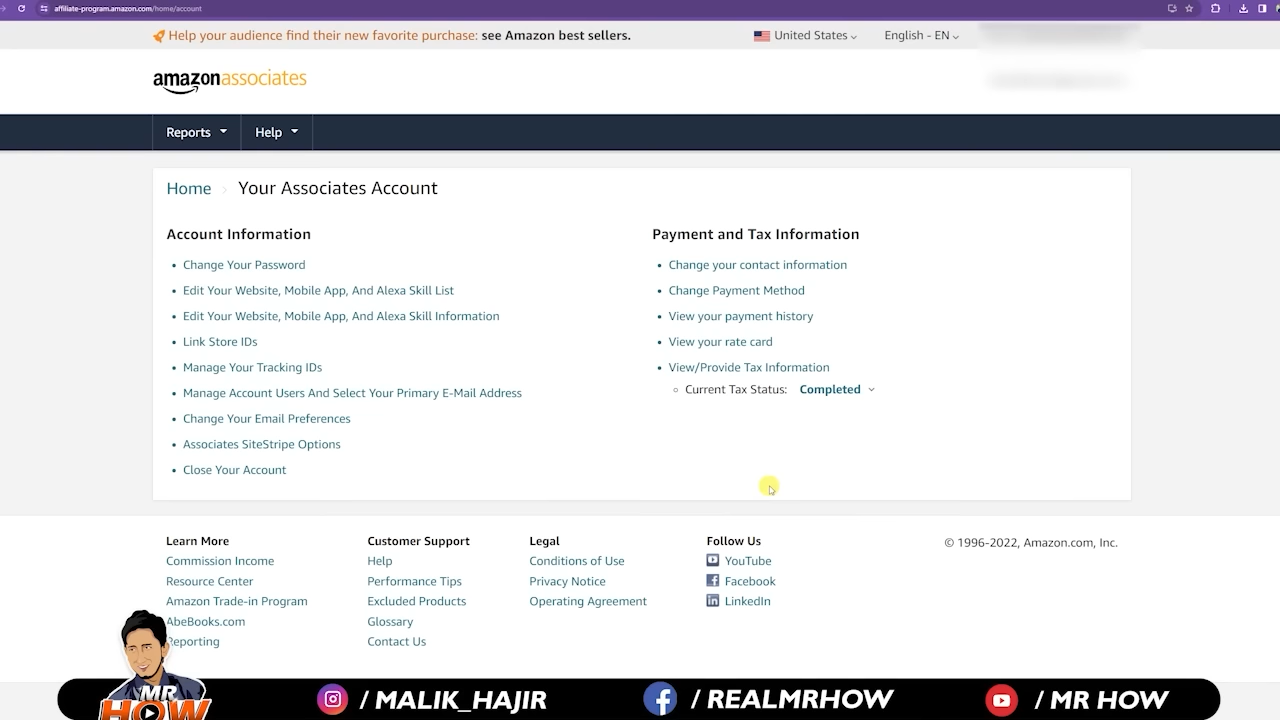 affiliate-program.amazon.com/home/account
Help your audience find their new favorite purchase: see Amazon best sellers.
United States
English - EN
amazonassociates
Reports
Help
Home
Your Associates Account
Account Information
Change Your Password
Edit Your Website, Mobile App, And Alexa Skill List
Edit Your Website, Mobile App, And Alexa Skill Information
Link Store IDs
Manage Your Tracking IDs
Manage Account Users And Select Your Primary E-Mail Address
Change Your Email Preferences
Associates SiteStripe Options
Close Your Account
Payment and Tax Information
Change your contact information
Change Payment Method
View your payment history
View your rate card
View/Provide Tax Information
Current Tax Status: Completed
Learn More
Commission Income
Resource Center
Amazon Trade-in Program
AbeBooks.com
Reporting
Customer Support
Help
Performance Tips
Excluded Products
Glossary
Contact Us
Legal
Conditions of Use
Privacy Notice
Operating Agreement
Follow Us
YouTube
Facebook
LinkedIn
© 1996-2022, Amazon.com, Inc.
MR
HOW
/ MALIK_HAJIR
/ REALMRHOW
/ MR HOW